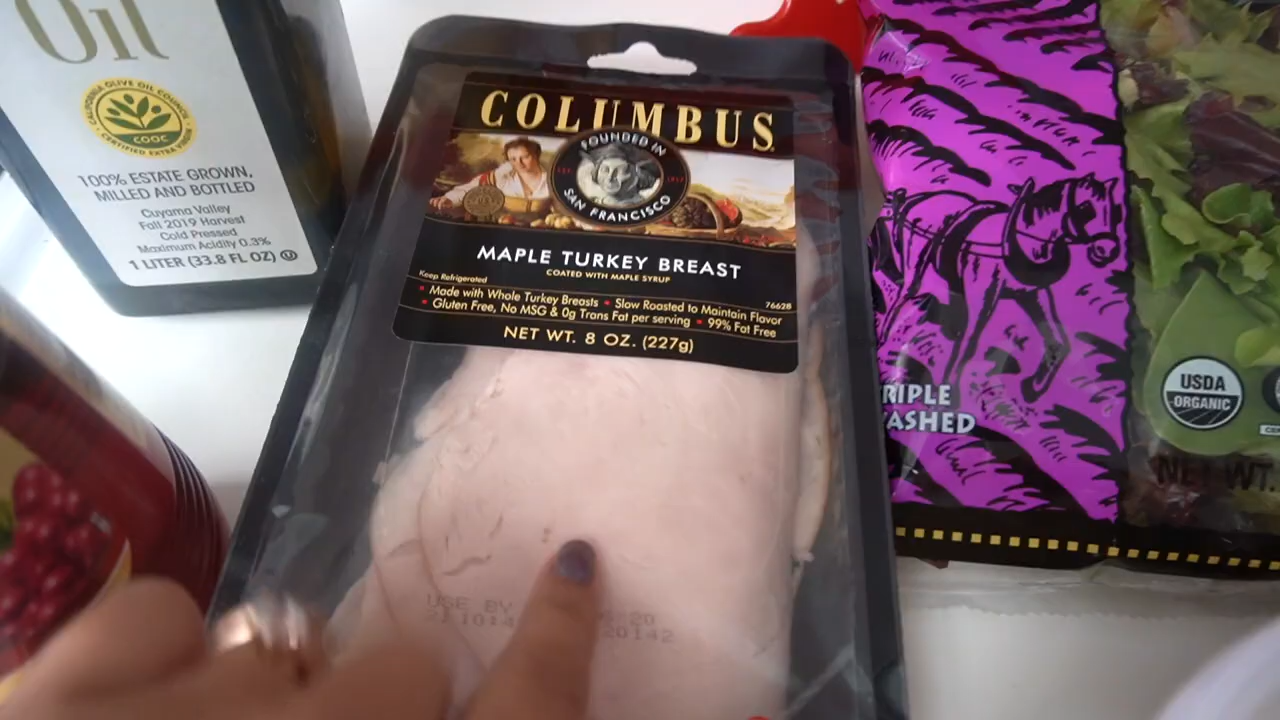 Oil
CALIFORNIA OLIVE OIL COUNCIL
COOC
CERTIFIED EXTRA VIRGIN
100% ESTATE GROWN,
MILLED AND BOTTLED
Cuyama Valley
Fall 2019 Harvest
Cold Pressed
Maximum Acidity 0.3%
1 LITER (33.8 FL OZ) U
COLUMBUS
FOUNDED IN
EST. 1917
SAN FRANCISCO
MAPLE TURKEY BREAST
COATED WITH MAPLE SYRUP
Keep Refrigerated
76628
• Made with Whole Turkey Breasts • Slow Roasted to Maintain Flavor
• Gluten Free, No MSG & 0g Trans Fat per serving • 99% Fat Free
NET WT. 8 OZ. (227g)
USE BY
20
20142
RIPLE
ASHED
USDA
ORGANIC
NET WT.